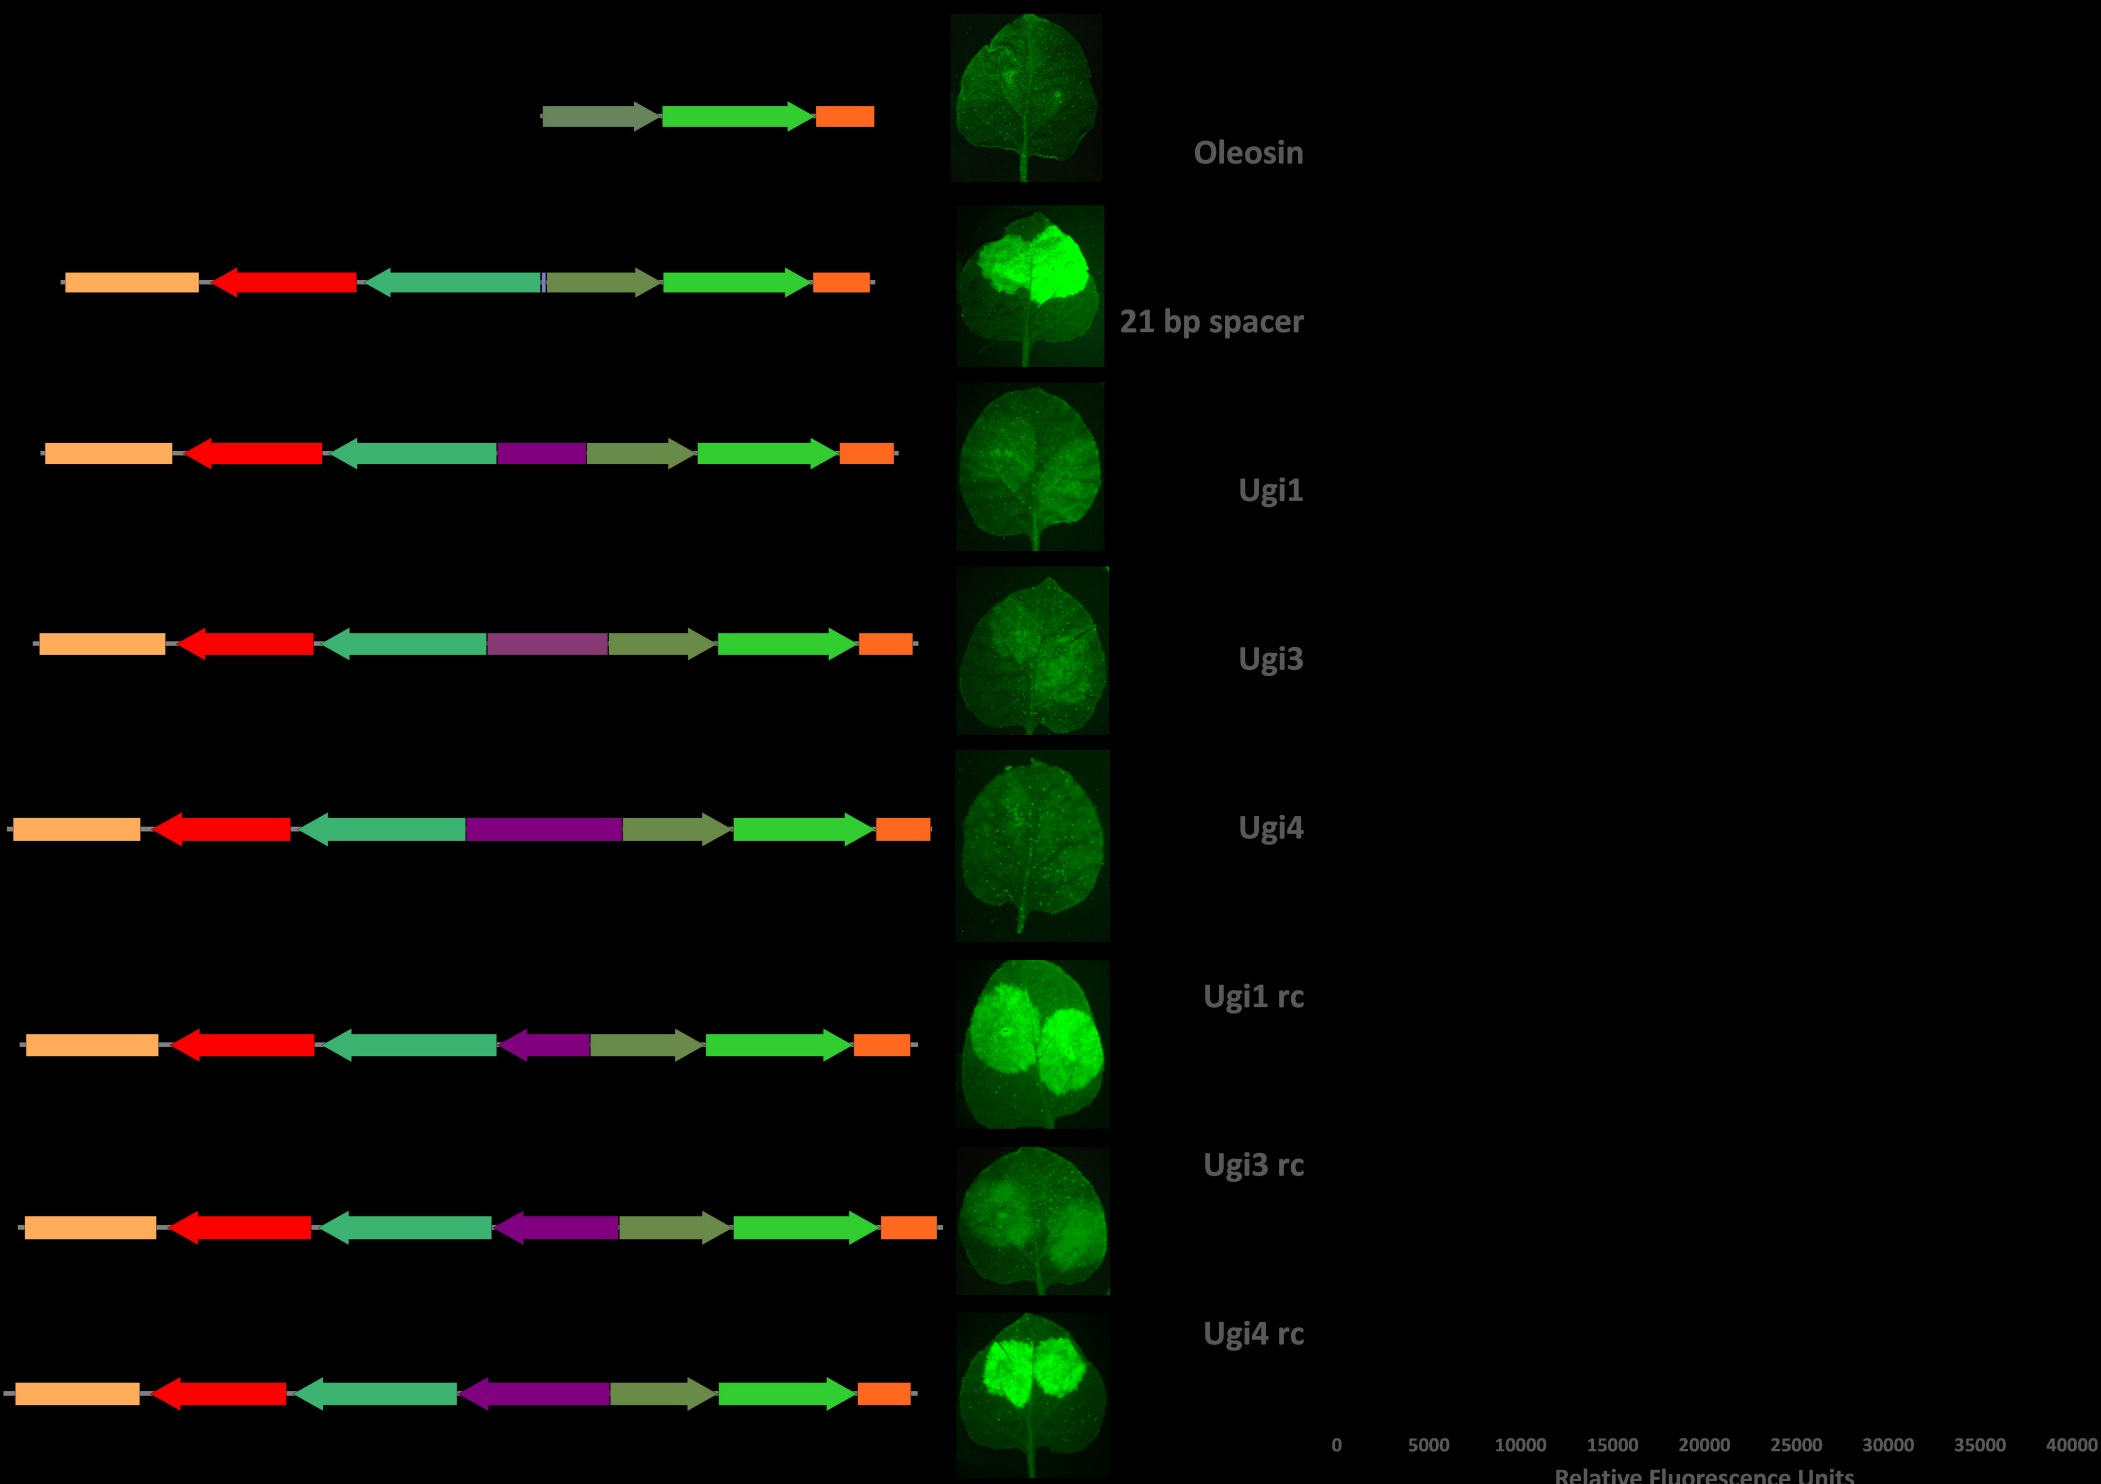 Oleosin
21 bp spacer
Ugi1
Ugi3
Ugi4
Ugi1 rc
Ugi3 rc
Ugi4 rc
0 5000 10000 15000 20000 25000 30000 35000 40000
Relative Fluorescence Units